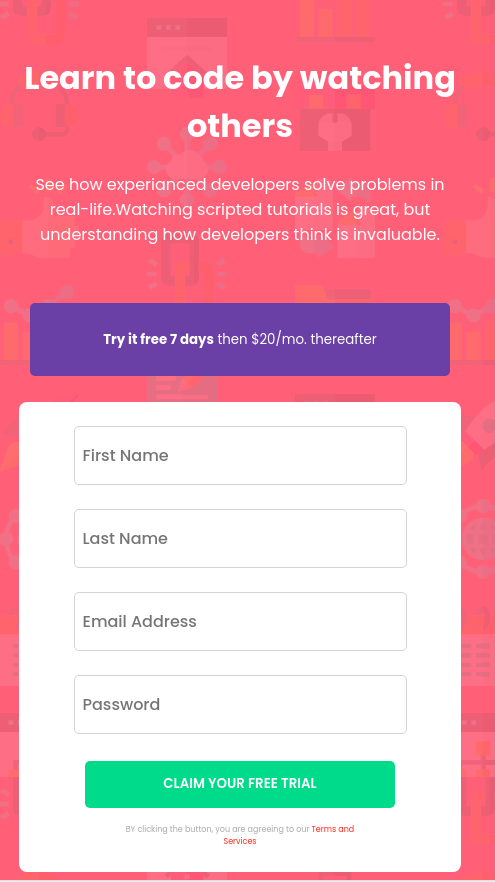 Learn to code by watching
others
See how experianced developers solve problems in
real-life.Watching scripted tutorials is great, but
understanding how developers think is invaluable.
Try it free 7 days then $20/mo. thereafter
First Name
Last Name
Email Address
Password
CLAIM YOUR FREE TRIAL
BY clicking the button, you are agreeing to our Terms and
Services